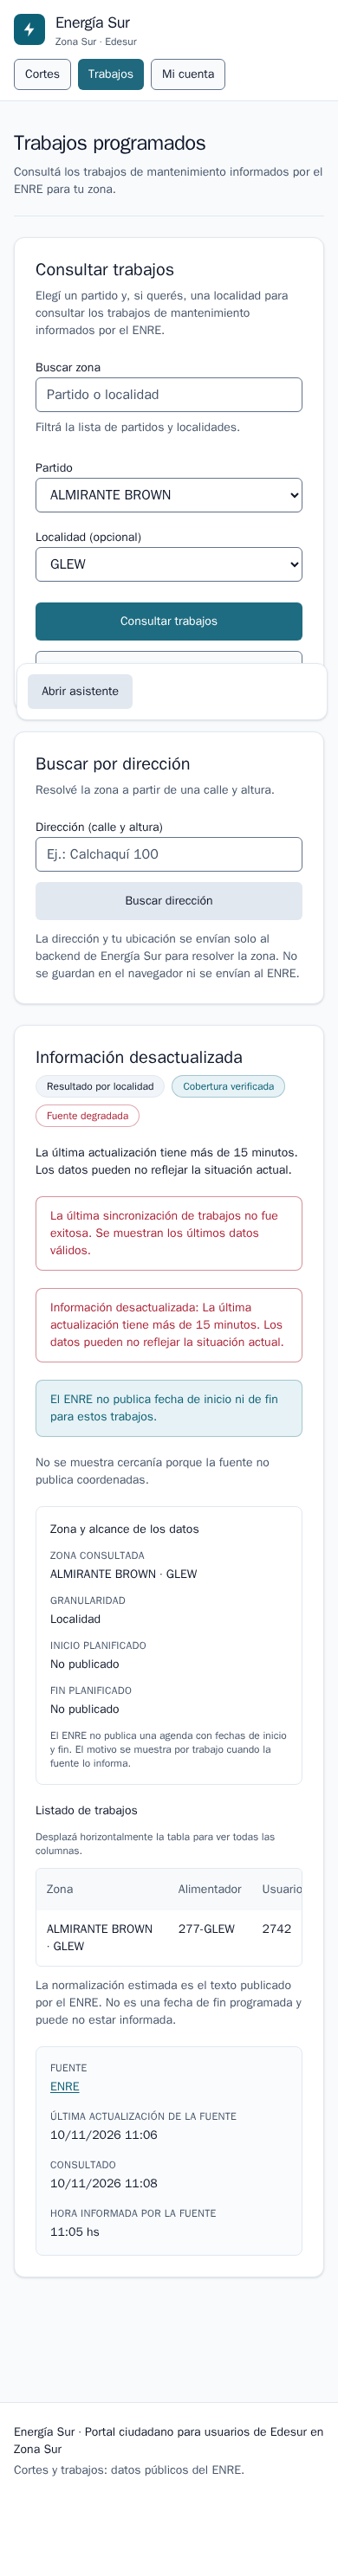 Energía Sur
Zona Sur · Edesur
Cortes
Trabajos
Mi cuenta
Trabajos programados
Consultá los trabajos de mantenimiento informados por el
ENRE para tu zona.
Consultar trabajos
Elegí un partido y, si querés, una localidad para
consultar los trabajos de mantenimiento
informados por el ENRE.
Buscar zona
Partido o localidad
Filtrá la lista de partidos y localidades.
Partido
ALMIRANTE BROWN
Localidad (opcional)
GLEW
Consultar trabajos
Abrir asistente
Buscar por dirección
Resolvé la zona a partir de una calle y altura.
Dirección (calle y altura)
Ej.: Calchaquí 100
Buscar dirección
La dirección y tu ubicación se envían solo al
backend de Energía Sur para resolver la zona. No
se guardan en el navegador ni se envían al ENRE.
Información desactualizada
Resultado por localidad
Cobertura verificada
Fuente degradada
La última actualización tiene más de 15 minutos.
Los datos pueden no reflejar la situación actual.
La última sincronización de trabajos no fue
exitosa. Se muestran los últimos datos
válidos.
Información desactualizada: La última
actualización tiene más de 15 minutos. Los
datos pueden no reflejar la situación actual.
El ENRE no publica fecha de inicio ni de fin
para estos trabajos.
No se muestra cercanía porque la fuente no
publica coordenadas.
Zona y alcance de los datos
ZONA CONSULTADA
ALMIRANTE BROWN · GLEW
GRANULARIDAD
Localidad
INICIO PLANIFICADO
No publicado
FIN PLANIFICADO
No publicado
El ENRE no publica una agenda con fechas de inicio
y fin. El motivo se muestra por trabajo cuando la
fuente lo informa.
Listado de trabajos
Desplazá horizontalmente la tabla para ver todas las
columnas.
Zona Alimentador Usuario
ALMIRANTE BROWN 277-GLEW 2742
· GLEW
La normalización estimada es el texto publicado
por el ENRE. No es una fecha de fin programada y
puede no estar informada.
FUENTE
ENRE
ÚLTIMA ACTUALIZACIÓN DE LA FUENTE
10/11/2026 11:06
CONSULTADO
10/11/2026 11:08
HORA INFORMADA POR LA FUENTE
11:05 hs
Energía Sur · Portal ciudadano para usuarios de Edesur en
Zona Sur
Cortes y trabajos: datos públicos del ENRE.